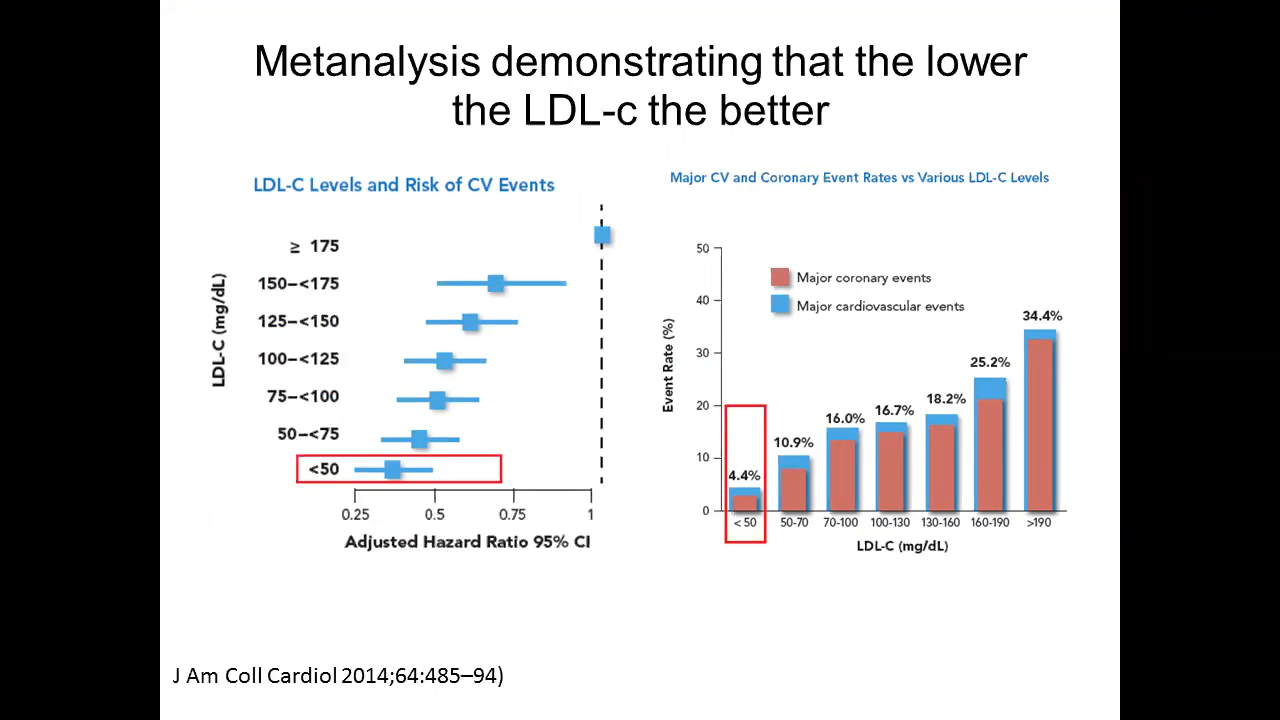 Metanalysis demonstrating that the lower
the LDL-c the better
LDL-C Levels and Risk of CV Events
LDL-C (mg/dL)
≥ 175
150–<175
125–<150
100–<125
75–<100
50–<75
<50
0.25 0.5 0.75 1
Adjusted Hazard Ratio 95% CI
Major CV and Coronary Event Rates vs Various LDL-C Levels
Event Rate (%)
50
40
30
20
10
0
Major coronary events
Major cardiovascular events
4.4%
10.9%
16.0%
16.7%
18.2%
25.2%
34.4%
< 50 50-70 70-100 100-130 130-160 160-190 >190
LDL-C (mg/dL)
J Am Coll Cardiol 2014;64:485–94)